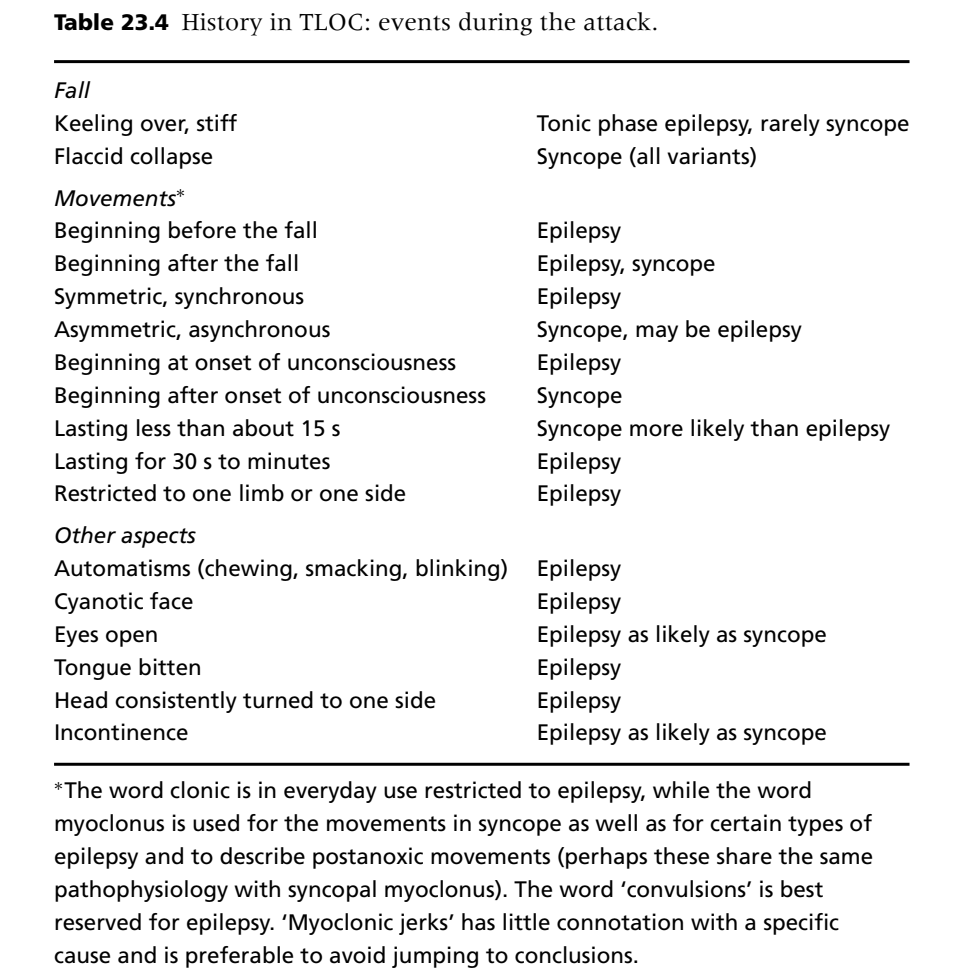 Table 23.4 History in TLOC: events during the attack.
Fall
Keeling over, stiff Tonic phase epilepsy, rarely syncope
Flaccid collapse Syncope (all variants)
Movements*
Beginning before the fall Epilepsy
Beginning after the fall Epilepsy, syncope
Symmetric, synchronous Epilepsy
Asymmetric, asynchronous Syncope, may be epilepsy
Beginning at onset of unconsciousness Epilepsy
Beginning after onset of unconsciousness Syncope
Lasting less than about 15 s Syncope more likely than epilepsy
Lasting for 30 s to minutes Epilepsy
Restricted to one limb or one side Epilepsy
Other aspects
Automatisms (chewing, smacking, blinking) Epilepsy
Cyanotic face Epilepsy
Eyes open Epilepsy as likely as syncope
Tongue bitten Epilepsy
Head consistently turned to one side Epilepsy
Incontinence Epilepsy as likely as syncope
*The word clonic is in everyday use restricted to epilepsy, while the word
myoclonus is used for the movements in syncope as well as for certain types of
epilepsy and to describe postanoxic movements (perhaps these share the same
pathophysiology with syncopal myoclonus). The word ‘convulsions’ is best
reserved for epilepsy. ‘Myoclonic jerks’ has little connotation with a specific
cause and is preferable to avoid jumping to conclusions.